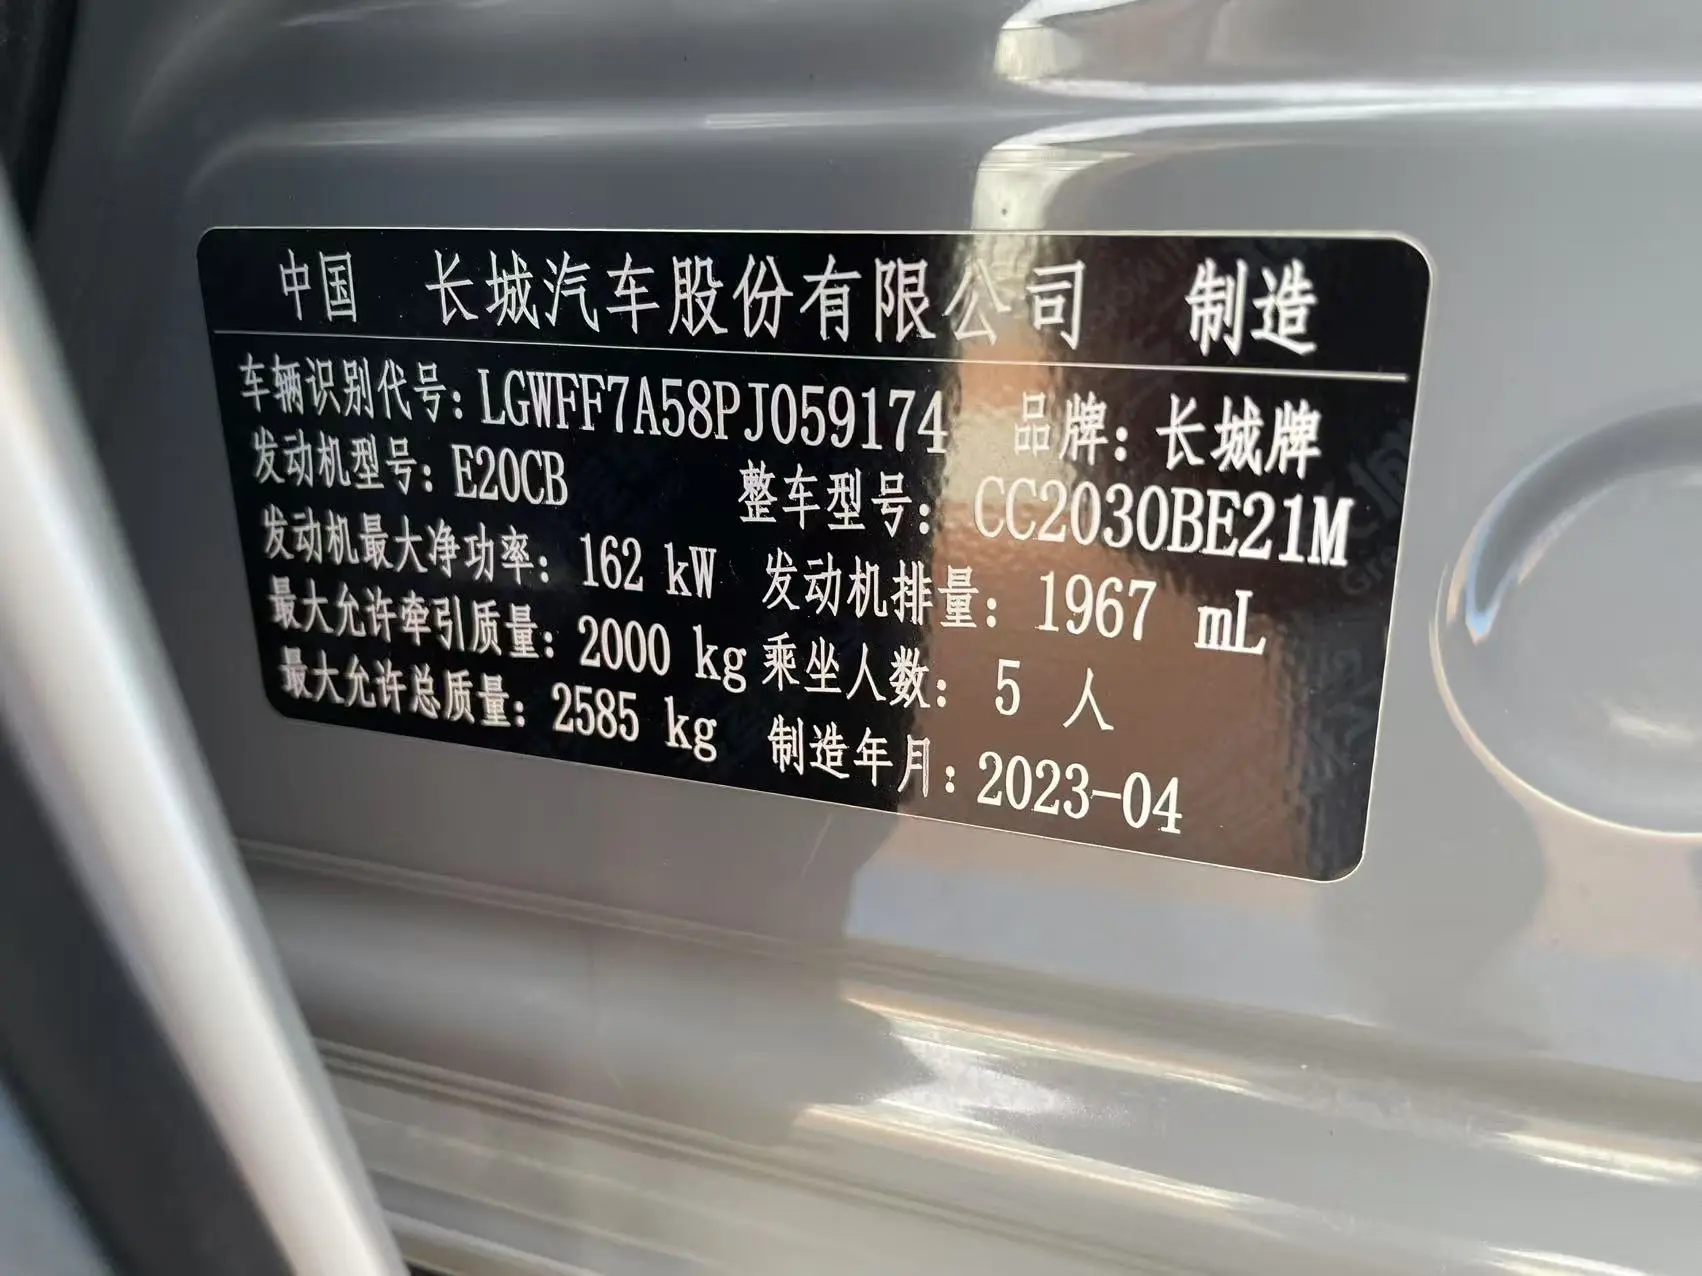 中国 长城汽车股份有限公司 制造
车辆识别代号：LGWFF7A58PJ059174 品牌：长城牌
发动机型号：E20CB 整车型号：CC2030BE21M
发动机最大净功率：162 kW 发动机排量：1967 mL
最大允许牵引质量：2000 kg 乘坐人数：5 人
最大允许总质量：2585 kg 制造年月：2023-04